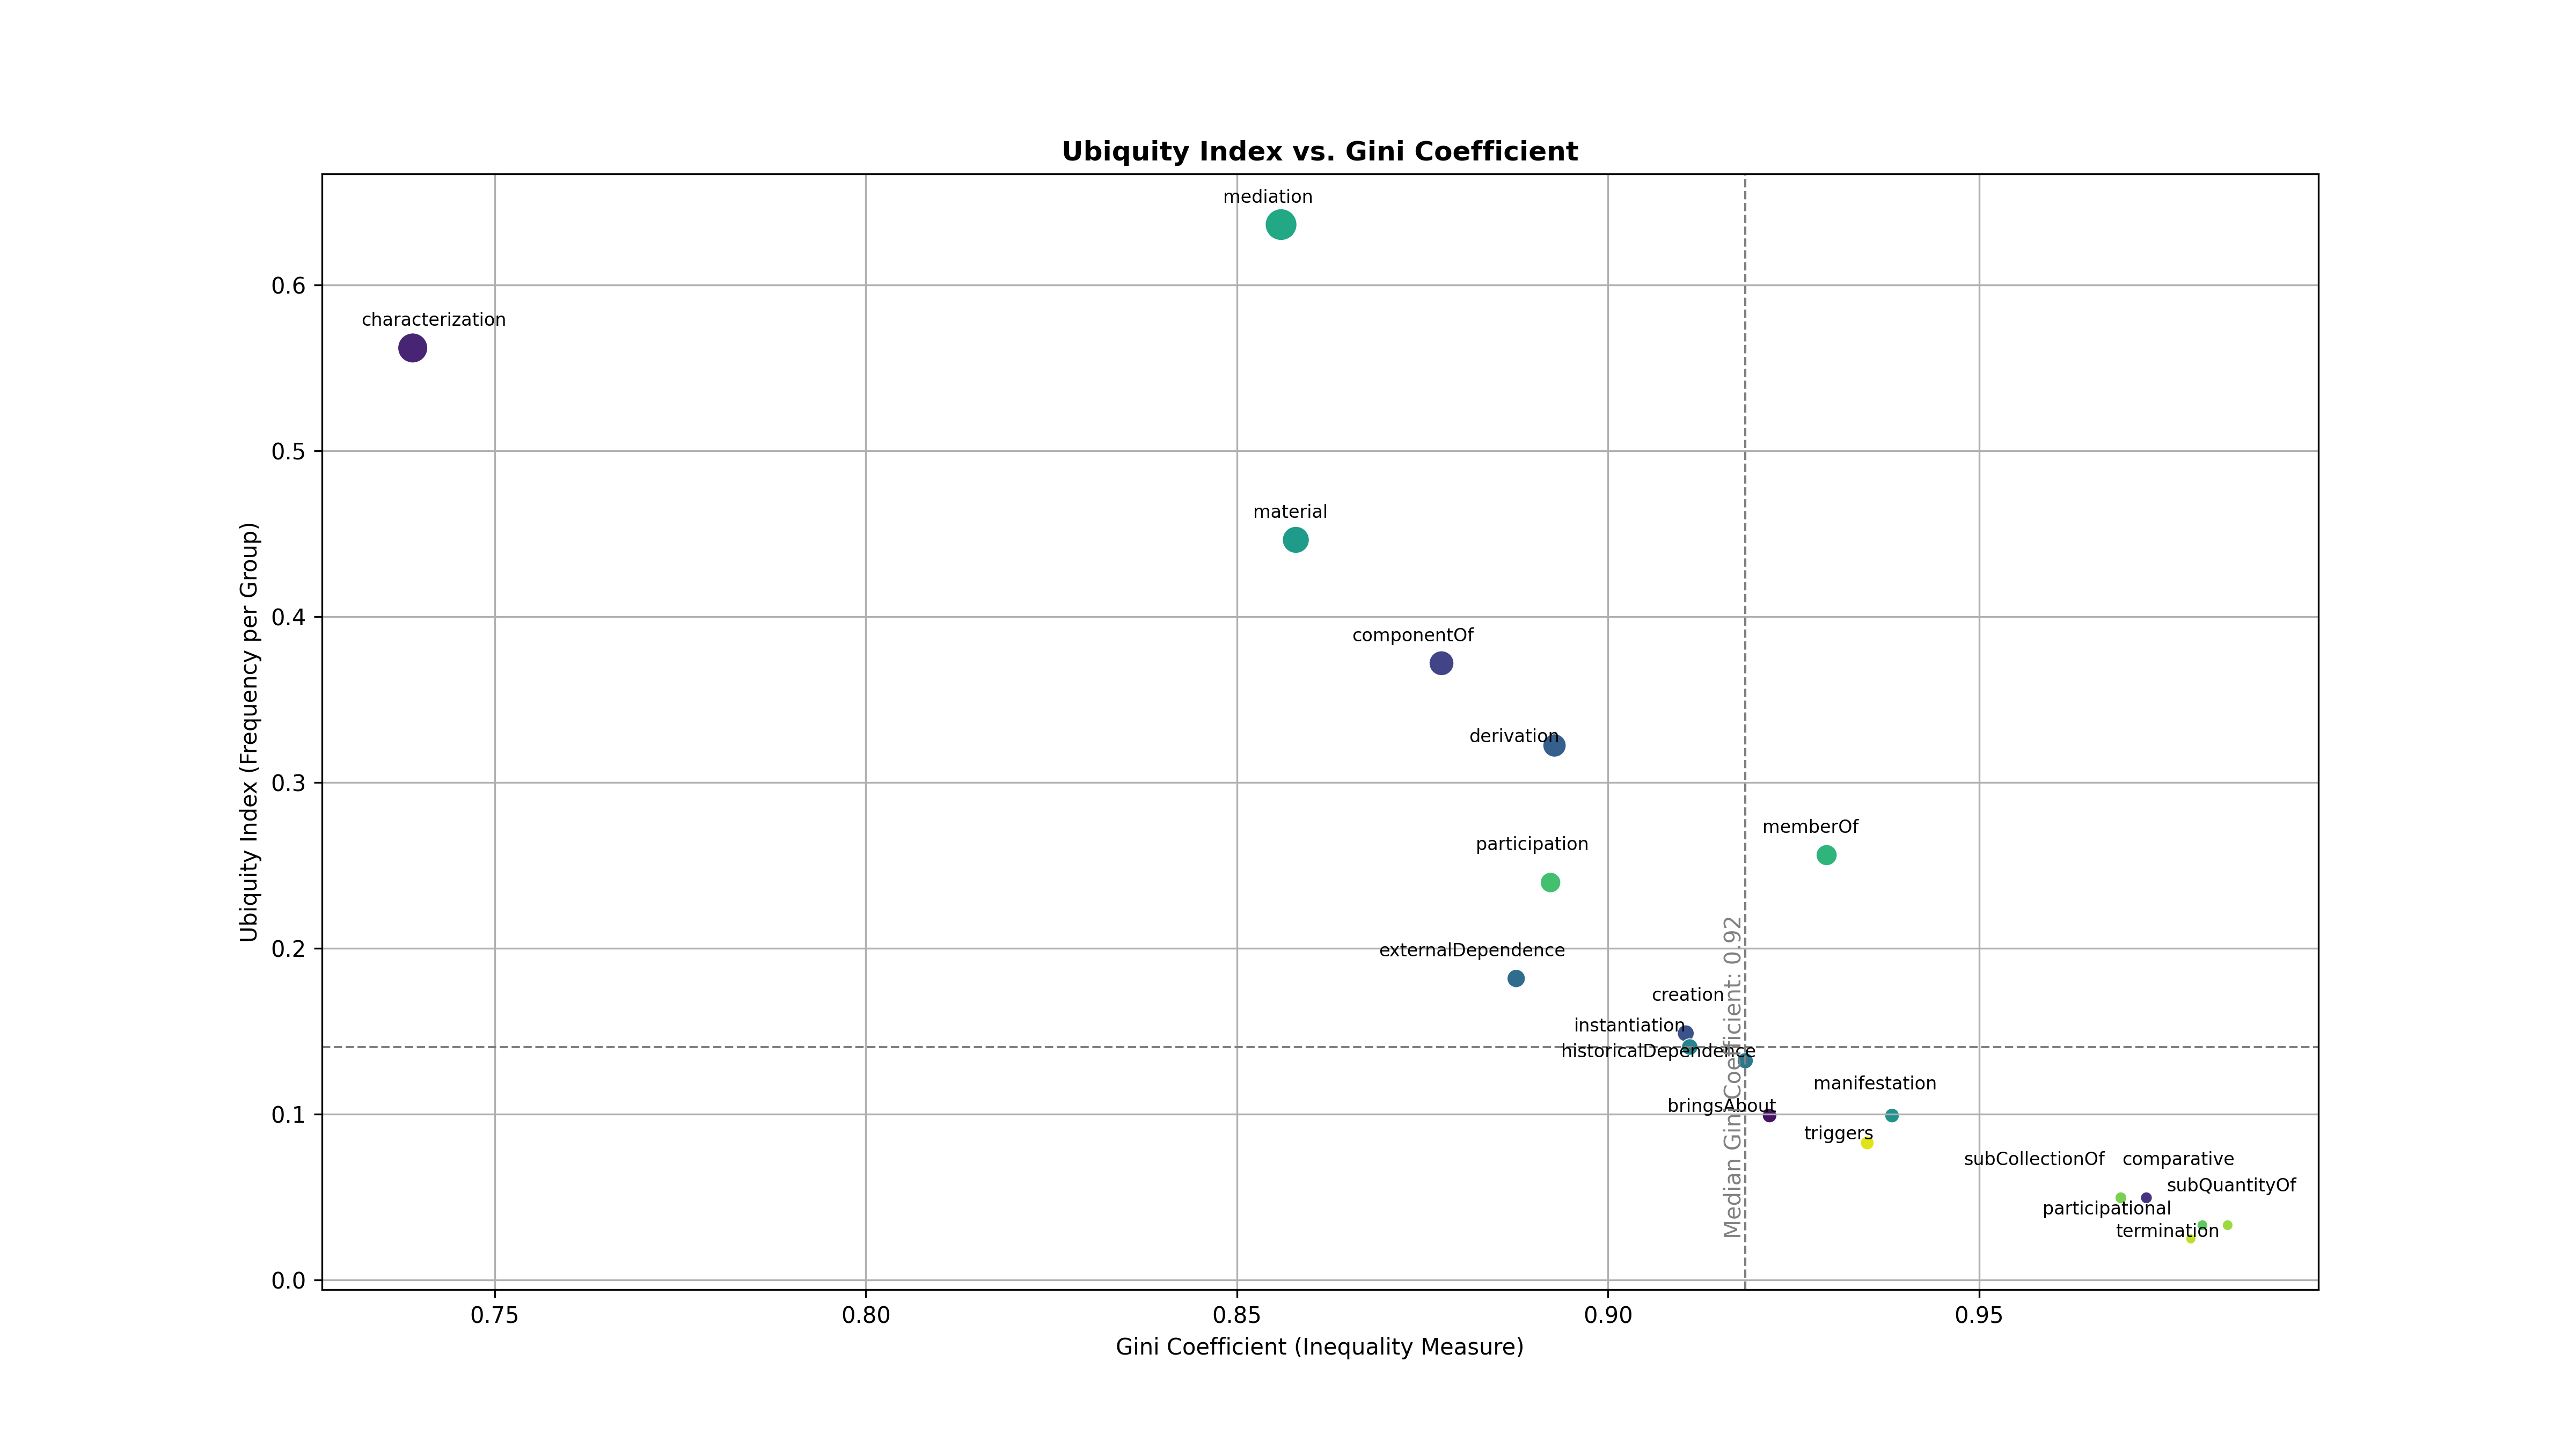 Ubiquity Index vs. Gini Coefficient
mediation
characterization
material
componentOf
derivation
memberOf
participation
externalDependence
creation
instantiation
historicalDependence
manifestation
bringsAbout
triggers
subCollectionOf
comparative
subQuantityOf
participational
termination
Median Gini Coefficient: 0.92
0.6
0.5
0.4
0.3
0.2
0.1
0.0
Ubiquity Index (Frequency per Group)
0.75
0.80
0.85
0.90
0.95
Gini Coefficient (Inequality Measure)